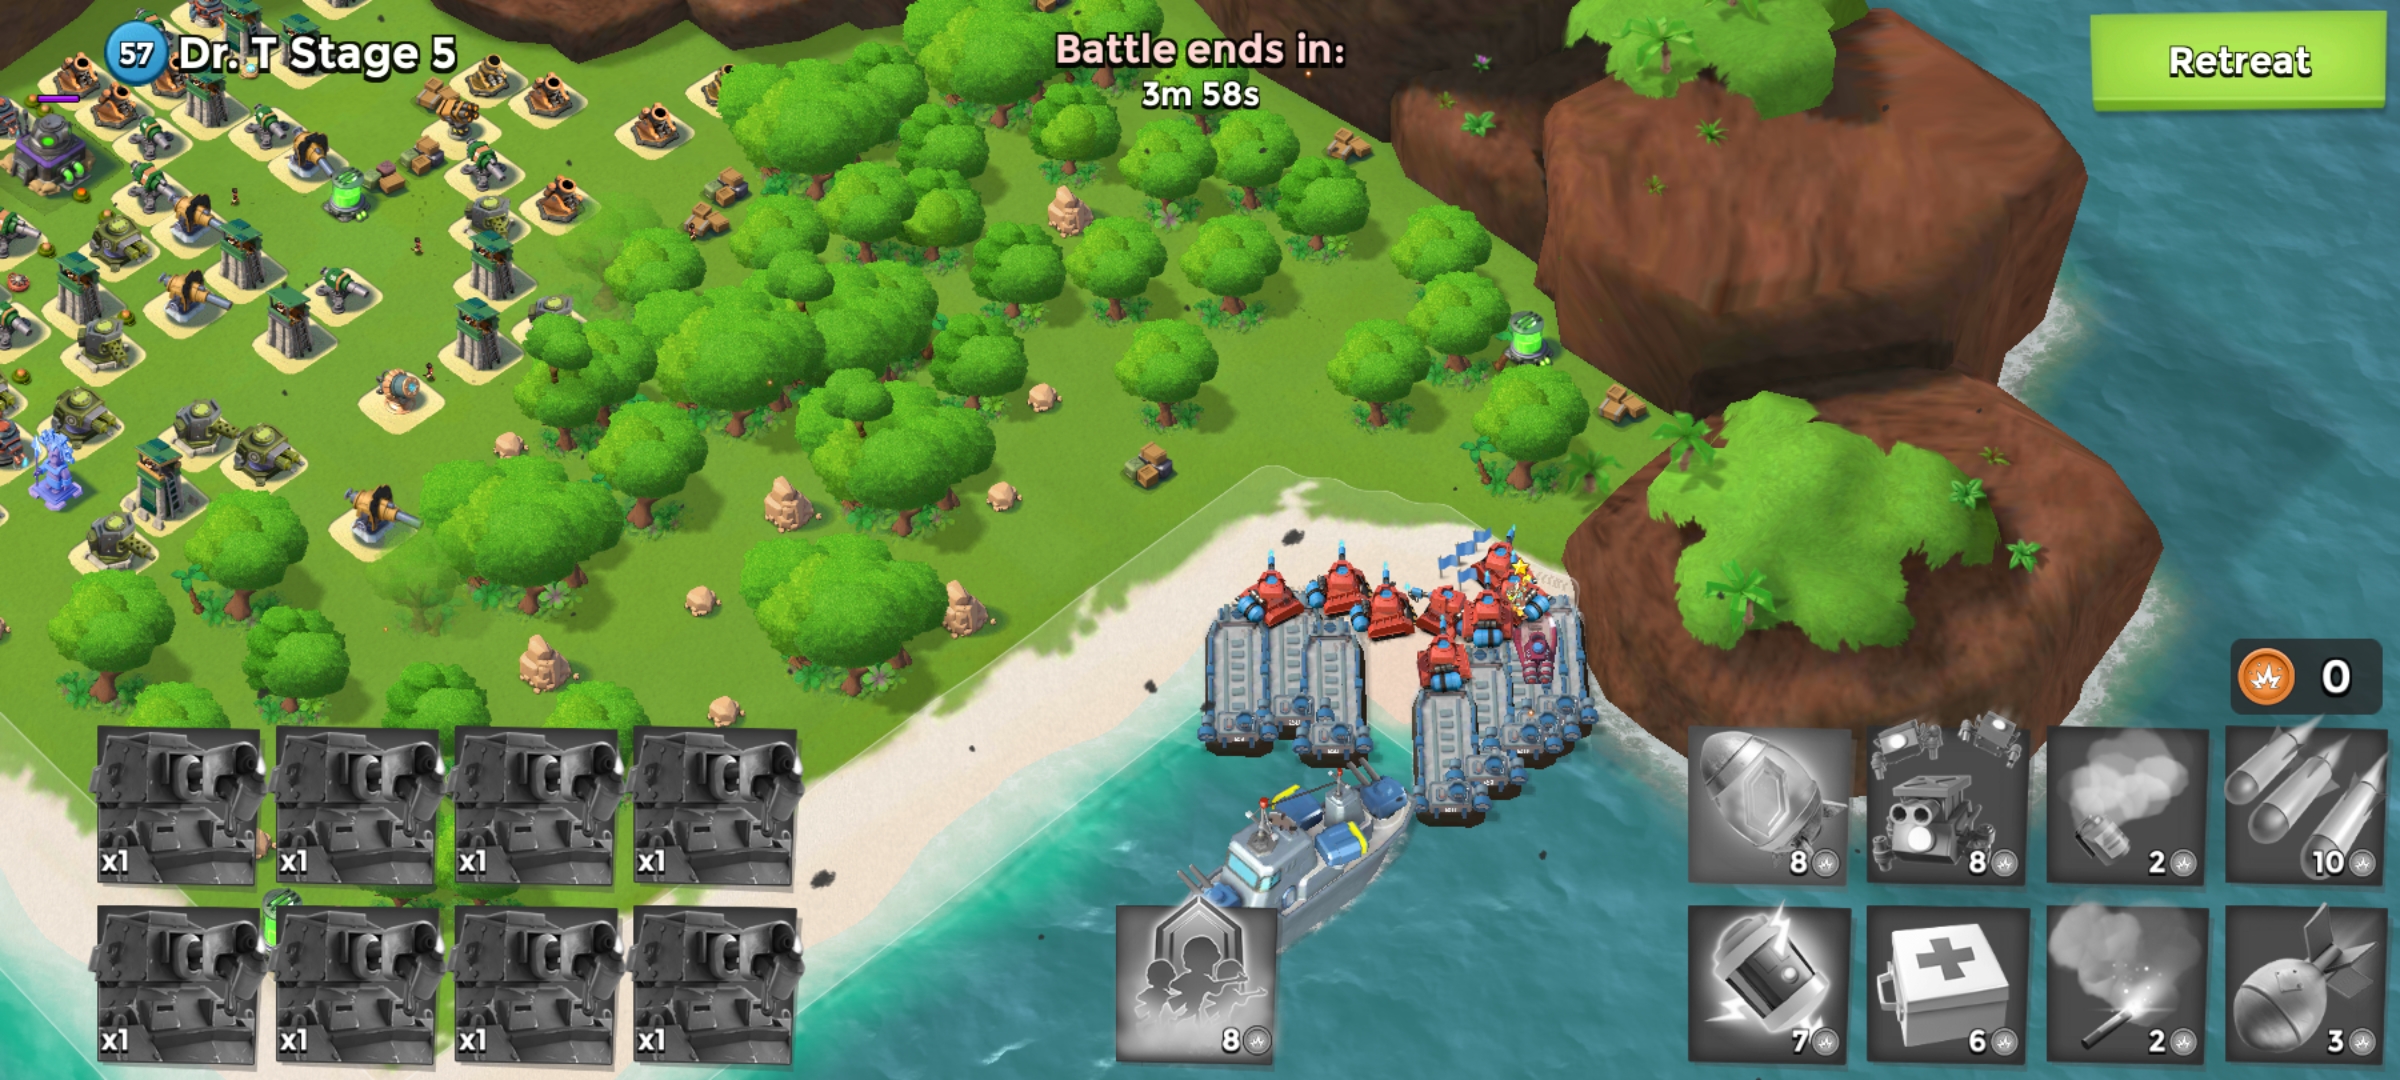 57 Dr. T Stage 5
Battle ends in:
3m 58s
Retreat
0
x1 x1 x1 x1
8 8 2 10
x1 x1 x1 x1
8
7 6 2 3